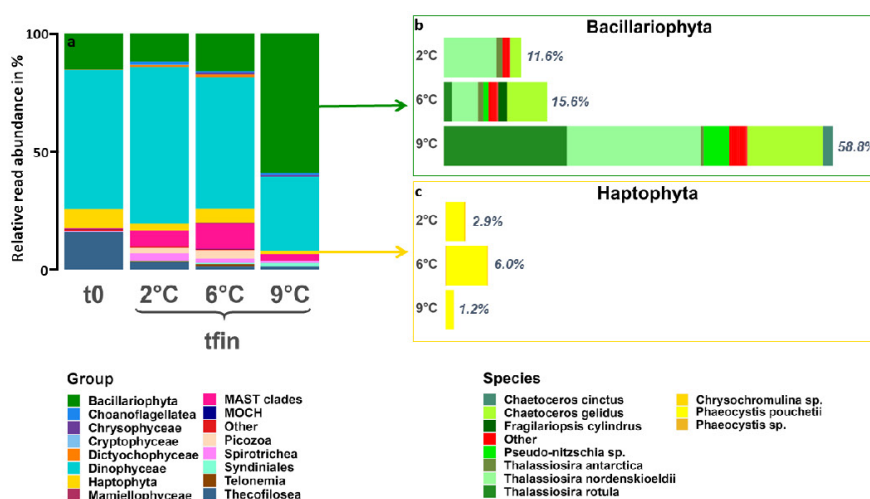 Relative read abundance in %
100
50
0
a
t0
2°C
6°C
9°C
tfin
b
Bacillariophyta
2°C
11.6%
6°C
15.6%
9°C
58.8%
c
Haptophyta
2°C
2.9%
6°C
6.0%
9°C
1.2%
Group
Bacillariophyta
Choanoflagellatea
Chrysophyceae
Cryptophyceae
Dictyochophyceae
Dinophyceae
Haptophyta
Mamiellophyceae
MAST clades
MOCH
Other
Picozoa
Spirotrichea
Syndiniales
Telonemia
Thecofilosea
Species
Chaetoceros cinctus
Chaetoceros gelidus
Fragilariopsis cylindrus
Other
Pseudo-nitzschia sp.
Thalassiosira antarctica
Thalassiosira nordenskioeldii
Thalassiosira rotula
Chrysochromulina sp.
Phaeocystis pouchetii
Phaeocystis sp.